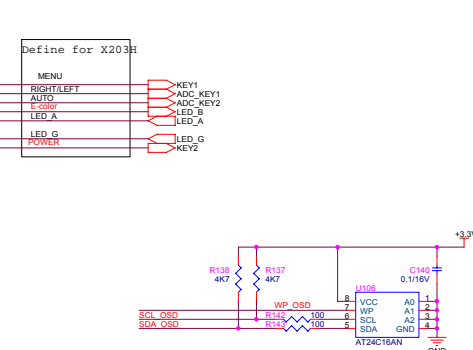 Define for X203H
MENU
KEY1
RIGHT/LEFT
ADC_KEY1
AUTO
ADC_KEY2
E-color
LED_B
LED_A
LED_A
LED_G
LED_G
POWER
KEY2
+3.3V
R138
4K7
R137
4K7
C140
0.1/16V
U106
WP_OSD
8 VCC A0 1
7 WP A1 2
SCL_OSD R142 100 6 SCL A2 3
SDA_OSD R143 100 5 SDA GND 4
AT24C16AN
GND